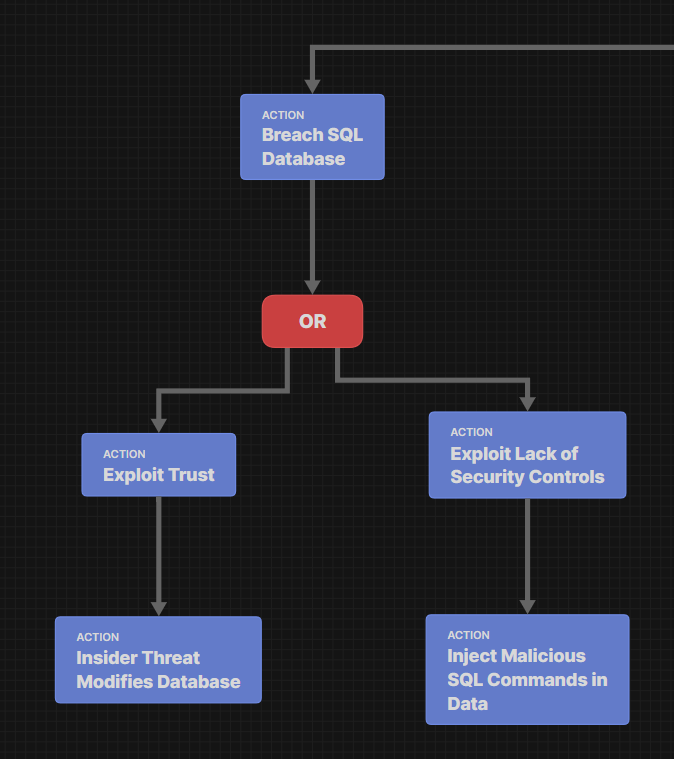 ACTION
Breach SQL
Database
OR
ACTION
Exploit Trust
ACTION
Exploit Lack of
Security Controls
ACTION
Insider Threat
Modifies Database
ACTION
Inject Malicious
SQL Commands in
Data